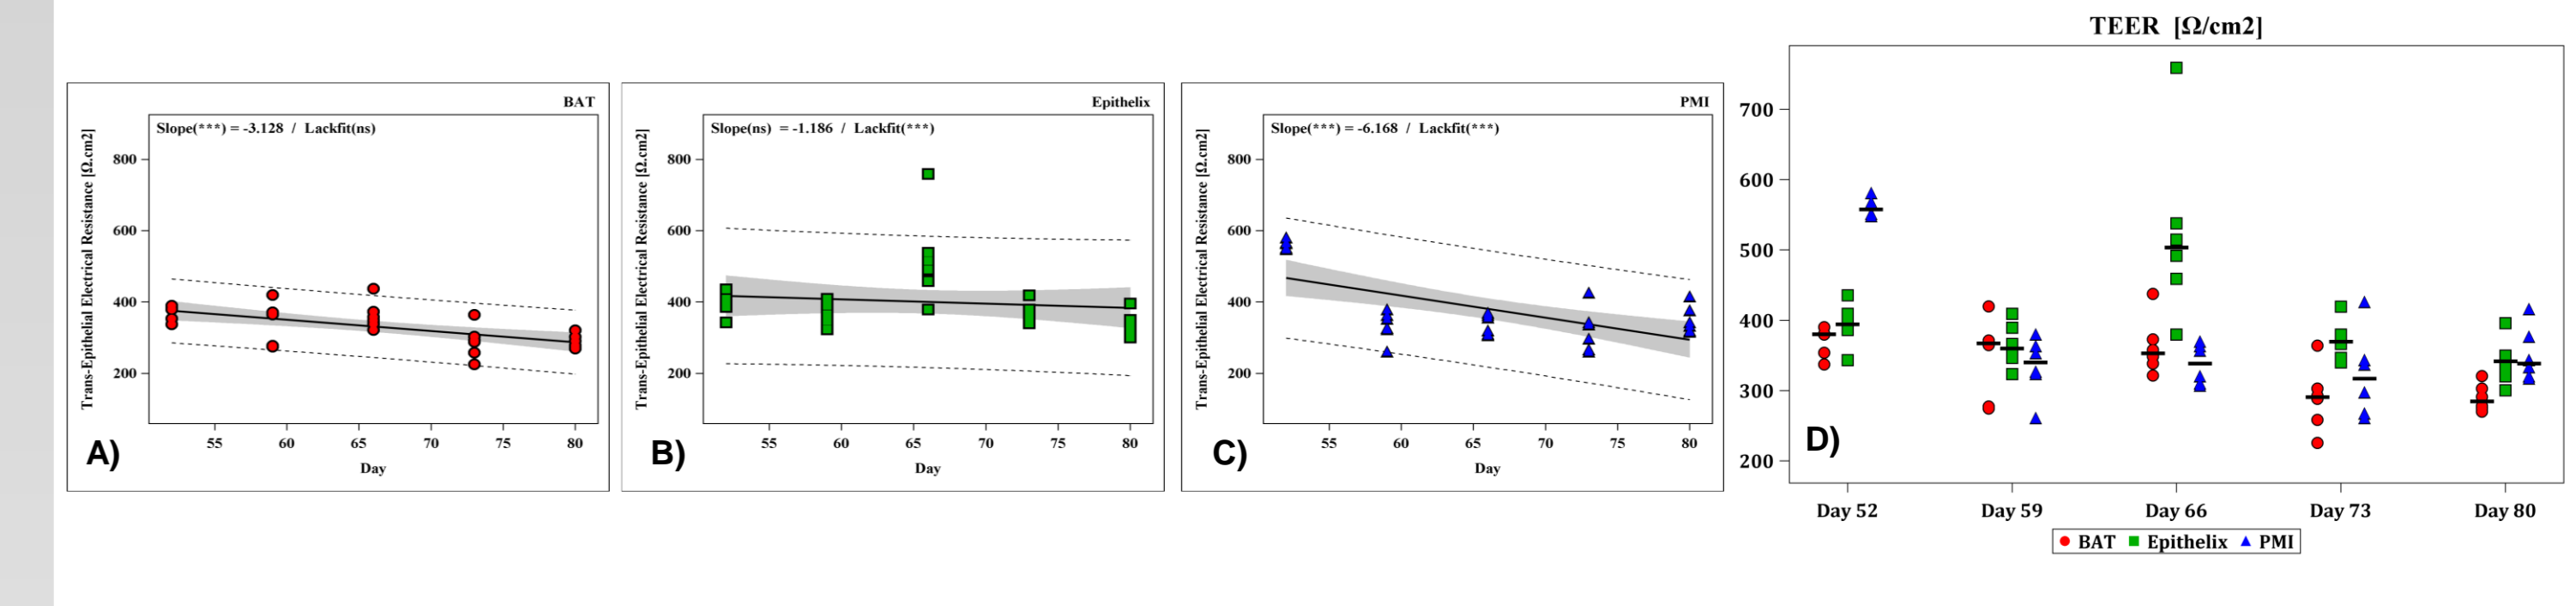 BAT
Slope(***) = -3.128 / Lackfit(ns)
Trans-Epithelial Electrical Resistance [Ω.cm2]
800
600
400
200
55 60 65 70 75 80
Day
A)
Epithelix
Slope(ns) = -1.186 / Lackfit(***)
Trans-Epithelial Electrical Resistance [Ω.cm2]
800
600
400
200
55 60 65 70 75 80
Day
B)
PMI
Slope(***) = -6.168 / Lackfit(***)
Trans-Epithelial Electrical Resistance [Ω.cm2]
800
600
400
200
55 60 65 70 75 80
Day
C)
TEER [Ω/cm2]
700
600
500
400
300
200
D)
Day 52 Day 59 Day 66 Day 73 Day 80
BAT Epithelix PMI